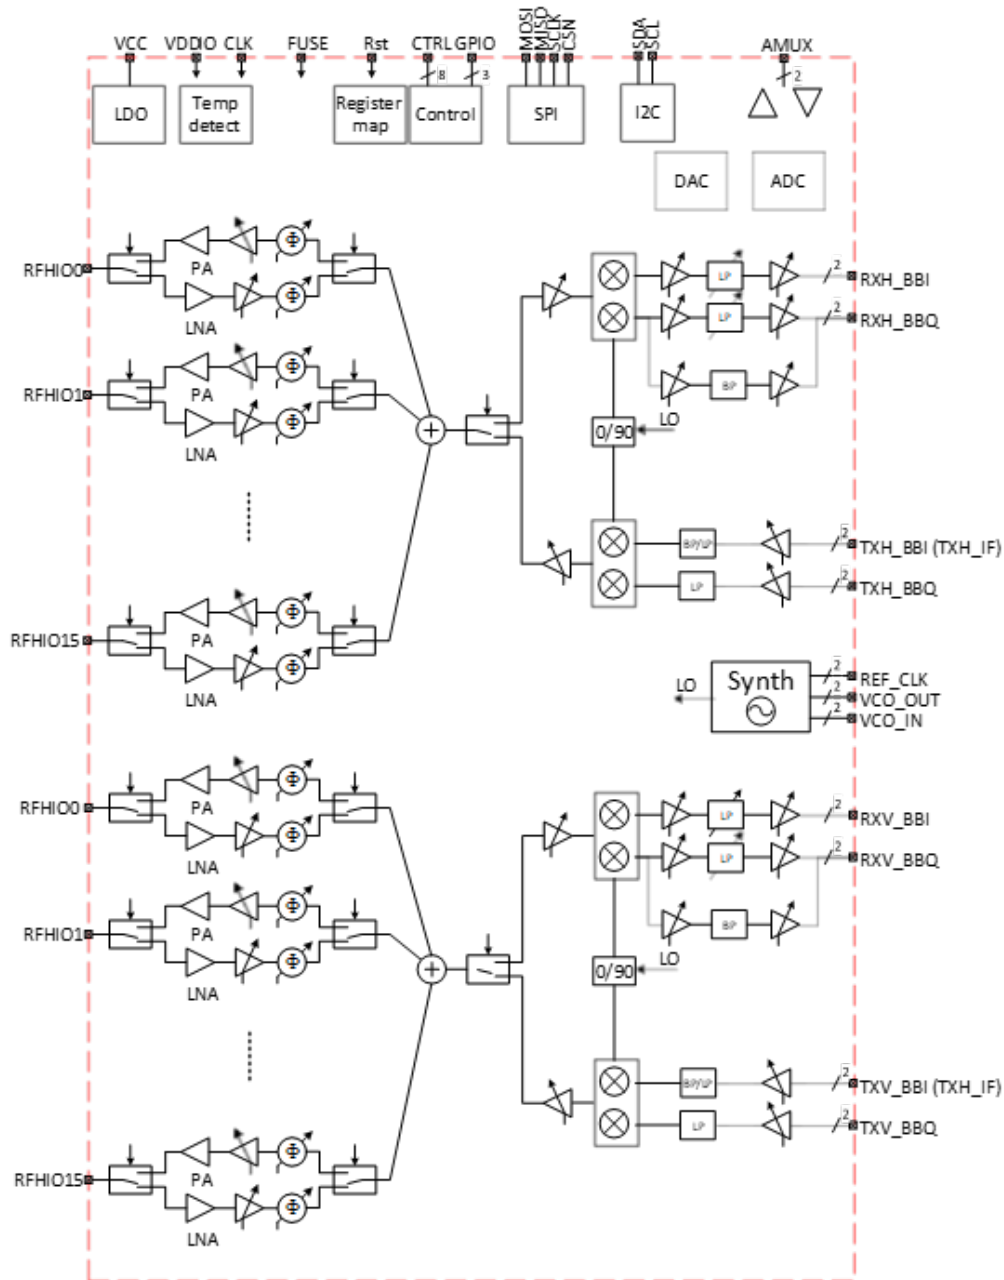 VCC VDDIO CLK FUSE Rst CTRL GPIO MOSI MISO SCLK CSN SDA SCL AMUX
8 3 2
LDO Temp detect Register map Control SPI I2C
DAC ADC
RFHIO0
PA
Φ
LNA
Φ
RFHIO1
PA
Φ
LNA
Φ
RFHIO15
PA
Φ
LNA
Φ
+
LP
2
RXH_BBI
LP
2
RXH_BBQ
BP
0/90
LO
BP/LP
2
TXH_BBI (TXH_IF)
LP
2
TXH_BBQ
LO
Synth
2
REF_CLK
2
VCO_OUT
2
VCO_IN
RFHIO0
PA
Φ
LNA
Φ
RFHIO1
PA
Φ
LNA
Φ
RFHIO15
PA
Φ
LNA
Φ
+
LP
2
RXV_BBI
LP
2
RXV_BBQ
BP
0/90
LO
BP/LP
2
TXV_BBI (TXH_IF)
LP
2
TXV_BBQ